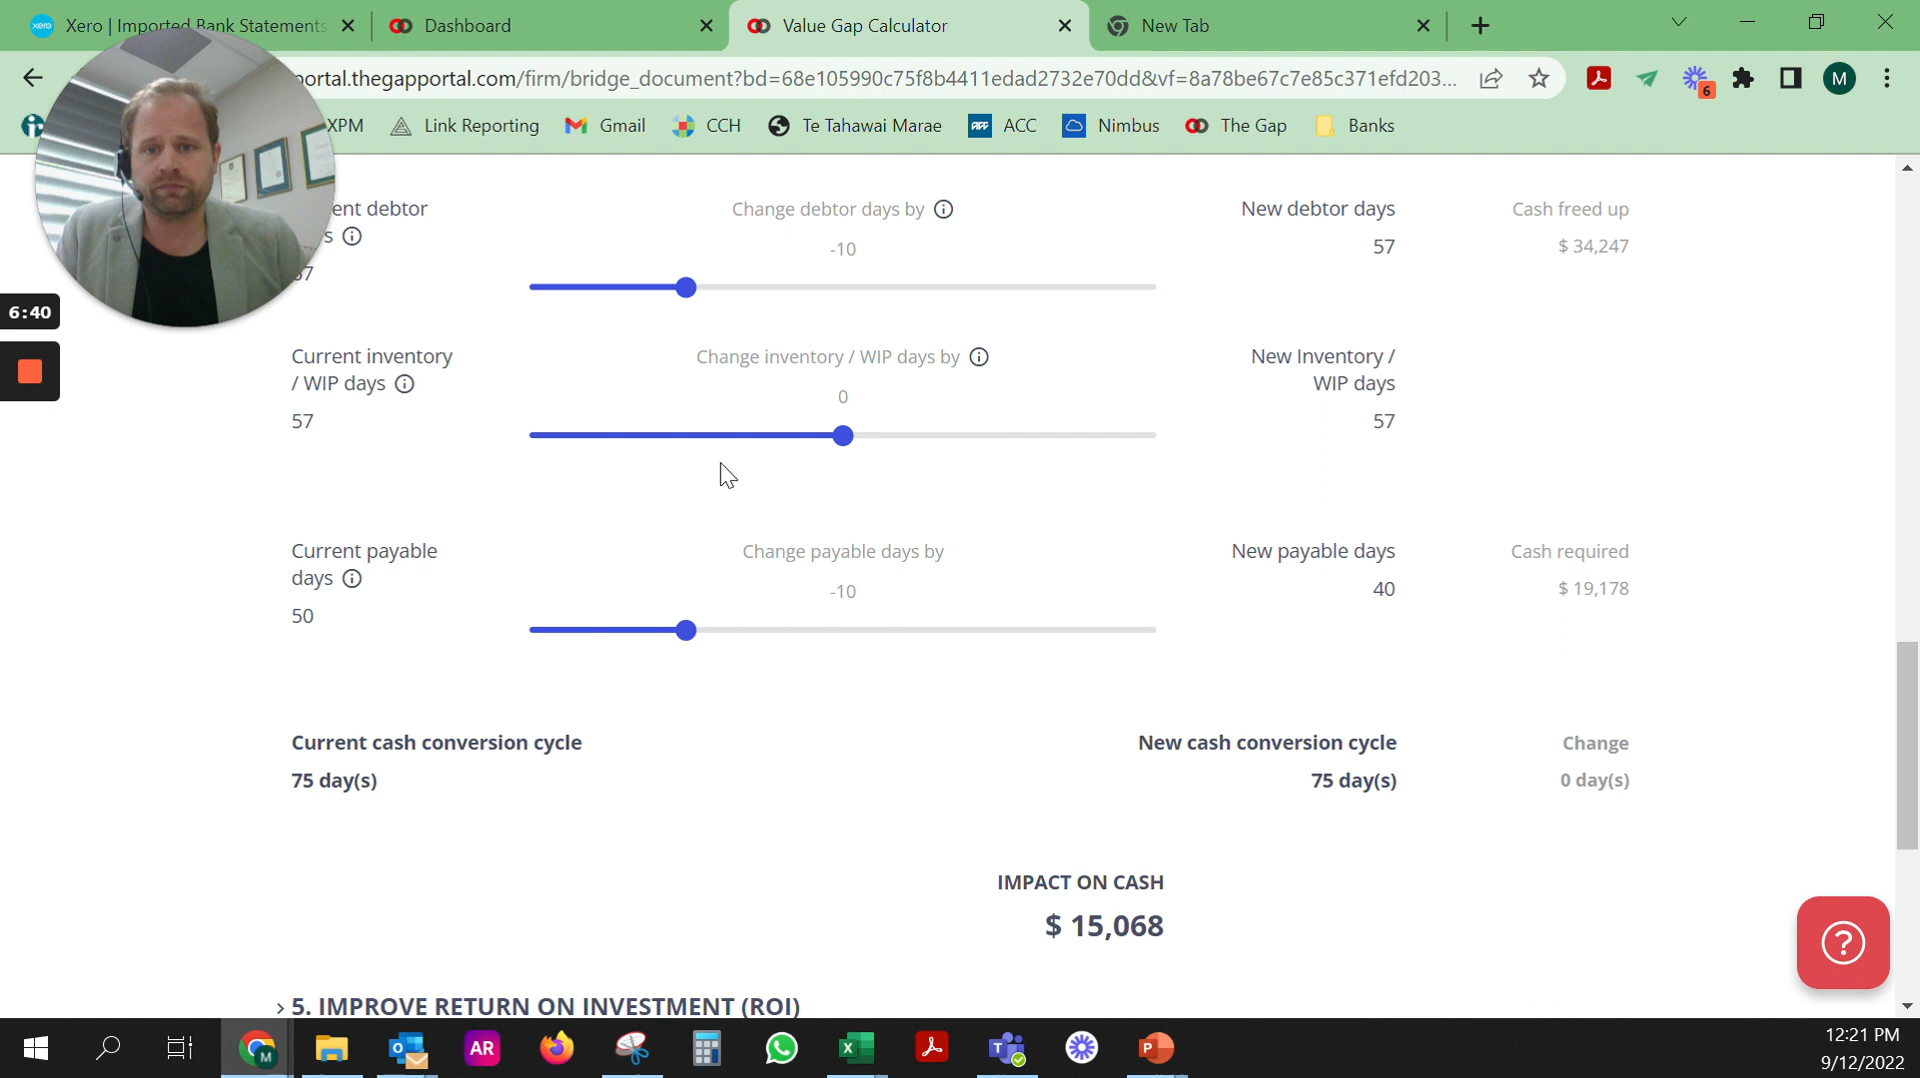 Xero | Imported Bank Statements
Dashboard
Value Gap Calculator
New Tab
portal.thegapportal.com/firm/bridge_document?bd=68e105990c75f8b4411edad2732e70dd&vf=8a78be67c7e85c371efd203...
6
M
XPM
Link Reporting
Gmail
CCH
Te Tahawai Marae
ACC
Nimbus
The Gap
Banks
6:40
ent debtor
s
7
Change debtor days by
-10
New debtor days
57
Cash freed up
$ 34,247
Current inventory
/ WIP days
57
Change inventory / WIP days by
0
New Inventory /
WIP days
57
Current payable
days
50
Change payable days by
-10
New payable days
40
Cash required
$ 19,178
Current cash conversion cycle
75 day(s)
New cash conversion cycle
75 day(s)
Change
0 day(s)
IMPACT ON CASH
$ 15,068
5. IMPROVE RETURN ON INVESTMENT (ROI)
AR
12:21 PM
9/12/2022